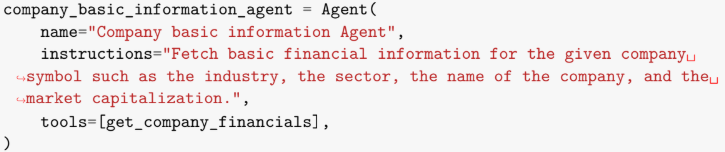 company_basic_information_agent = Agent(
    name="Company basic information Agent",
    instructions="Fetch basic financial information for the given company␣
↪symbol such as the industry, the sector, the name of the company, and the␣
↪market capitalization.",
    tools=[get_company_financials],
)